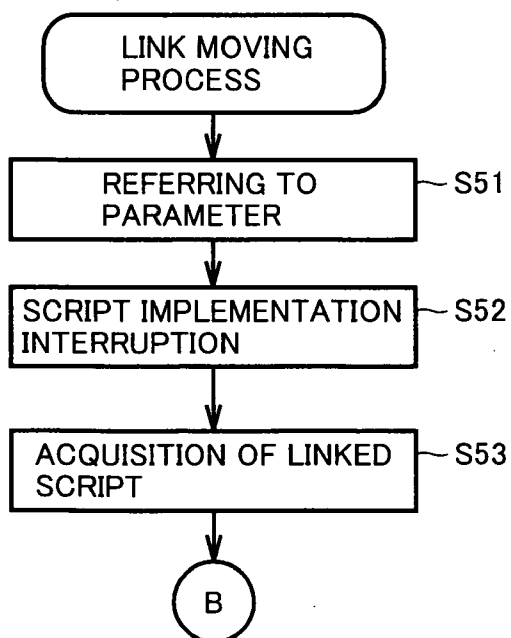 LINK MOVING
PROCESS
REFERRING TO
PARAMETER
S51
SCRIPT IMPLEMENTATION
INTERRUPTION
S52
ACQUISITION OF LINKED
SCRIPT
S53
B